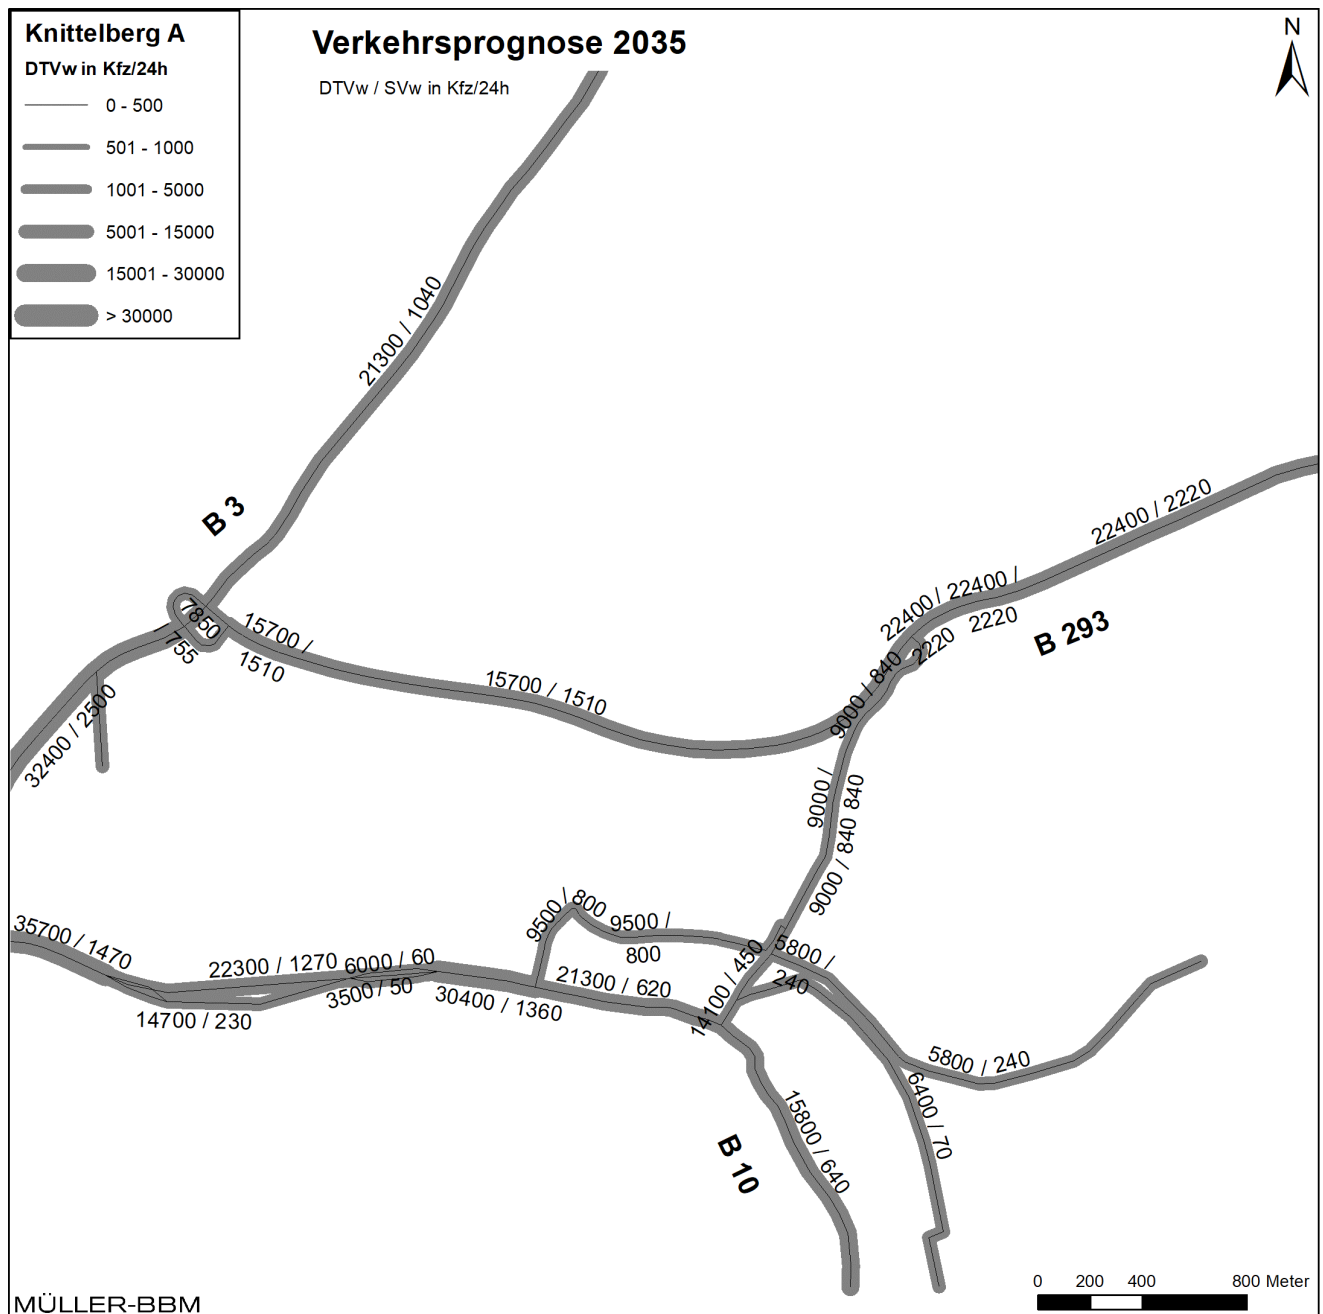 Knittelberg A
DTVw in Kfz/24h
0 - 500
501 - 1000
1001 - 5000
5001 - 15000
15001 - 30000
> 30000
Verkehrsprognose 2035
DTVw / SVw in Kfz/24h
N
21300 / 1040
B 3
22400 / 2220
22400 /
2220
22400 /
2220
B 293
7850
755
15700 /
1510
15700 / 1510
9000 / 840
32400 / 2500
9000 /
840
9000 / 840
9500 / 800
9500 /
800
5800 /
240
35700 / 1470
22300 / 1270
6000 / 60
3500 / 50
14700 / 230
30400 / 1360
21300 / 620
14100 / 450
5800 / 240
6400 / 70
15800 / 640
B 10
0 200 400 800 Meter
MÜLLER-BBM